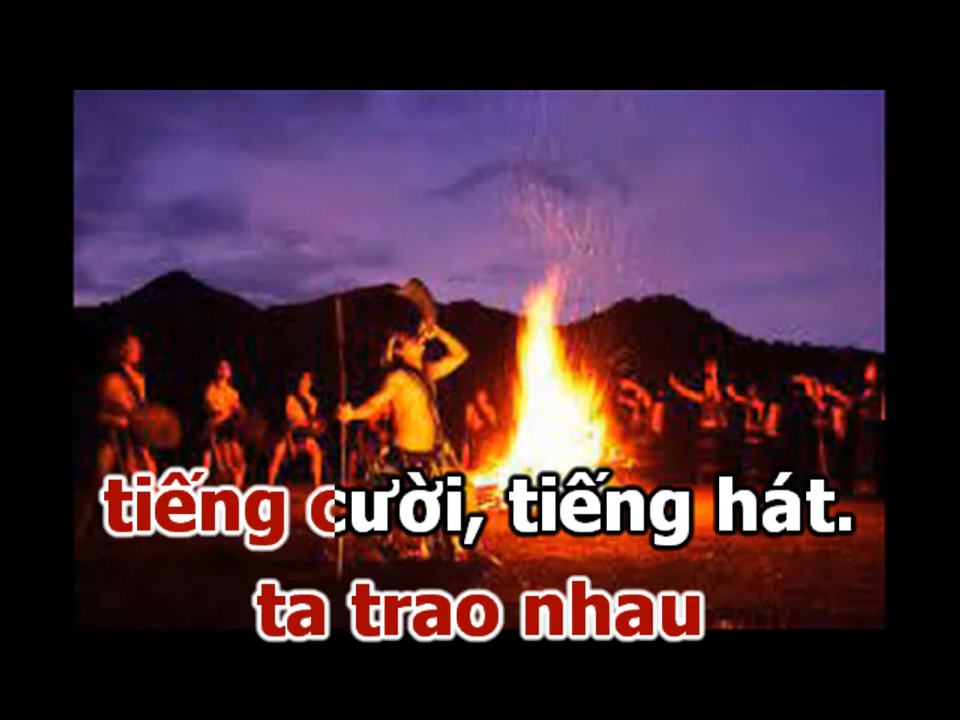 tiếng cười, tiếng hát.
ta trao nhau